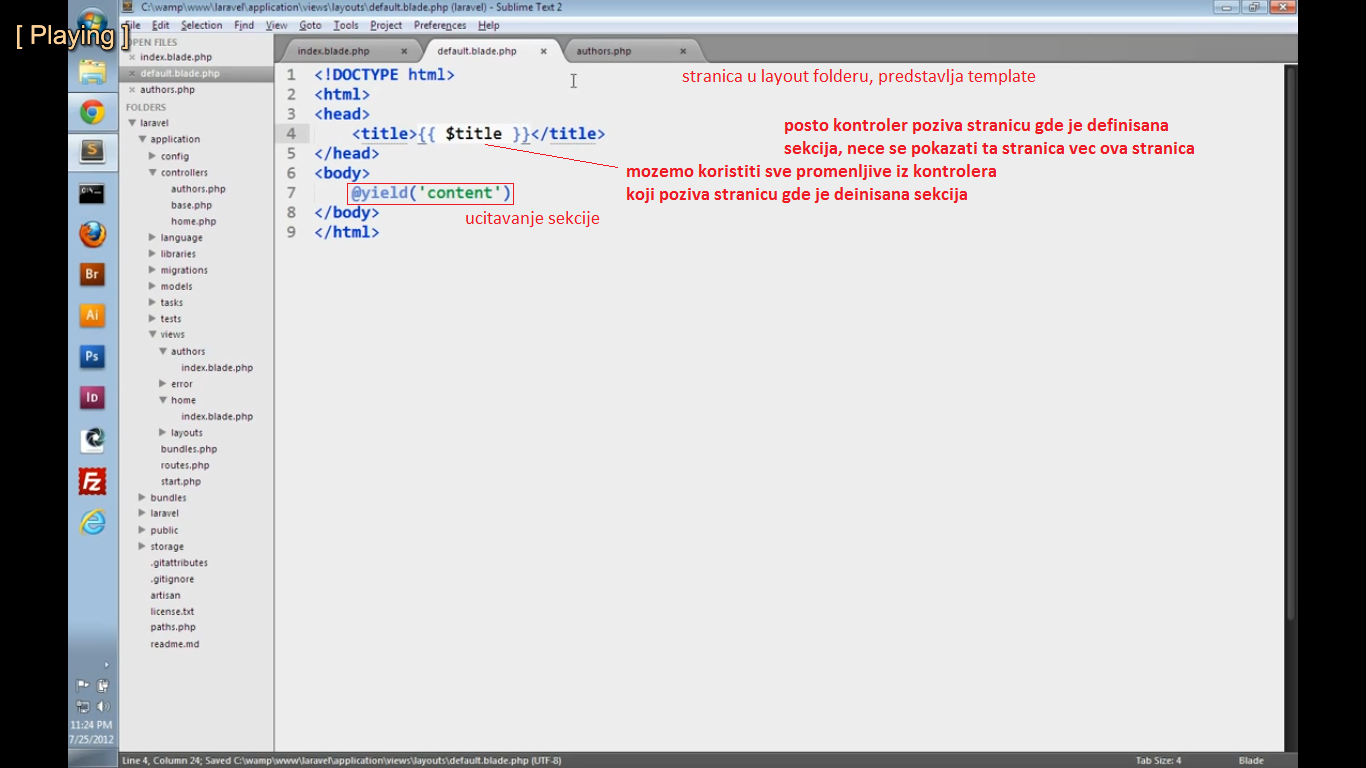 C:\wamp\www\laravel\application\views\layouts\default.blade.php (laravel) - Sublime Text 2
File Edit Selection Find View Goto Tools Project Preferences Help
[ Playing ]
OPEN FILES
index.blade.php
default.blade.php
authors.php
FOLDERS
laravel
application
config
controllers
authors.php
base.php
home.php
language
libraries
migrations
models
tasks
tests
views
authors
index.blade.php
error
home
index.blade.php
layouts
bundles.php
routes.php
start.php
bundles
laravel
public
storage
.gitattributes
.gitignore
artisan
license.txt
paths.php
readme.md
index.blade.php default.blade.php authors.php
1 <!DOCTYPE html>
2 <html>
3 <head>
4 <title>{{ $title }}</title>
5 </head>
6 <body>
7 @yield('content')
8 </body>
9 </html>
stranica u layout folderu, predstavlja template
posto kontroler poziva stranicu gde je definisana
sekcija, nece se pokazati ta stranica vec ova stranica
mozemo koristiti sve promenljive iz kontrolera
koji poziva stranicu gde je deinisana sekcija
ucitavanje sekcije
Br
Ai
Ps
Id
Fz
11:24 PM
7/25/2012
Line 4, Column 24; Saved C:\wamp\www\laravel\application\views\layouts\default.blade.php (UTF-8)
Tab Size: 4
Blade